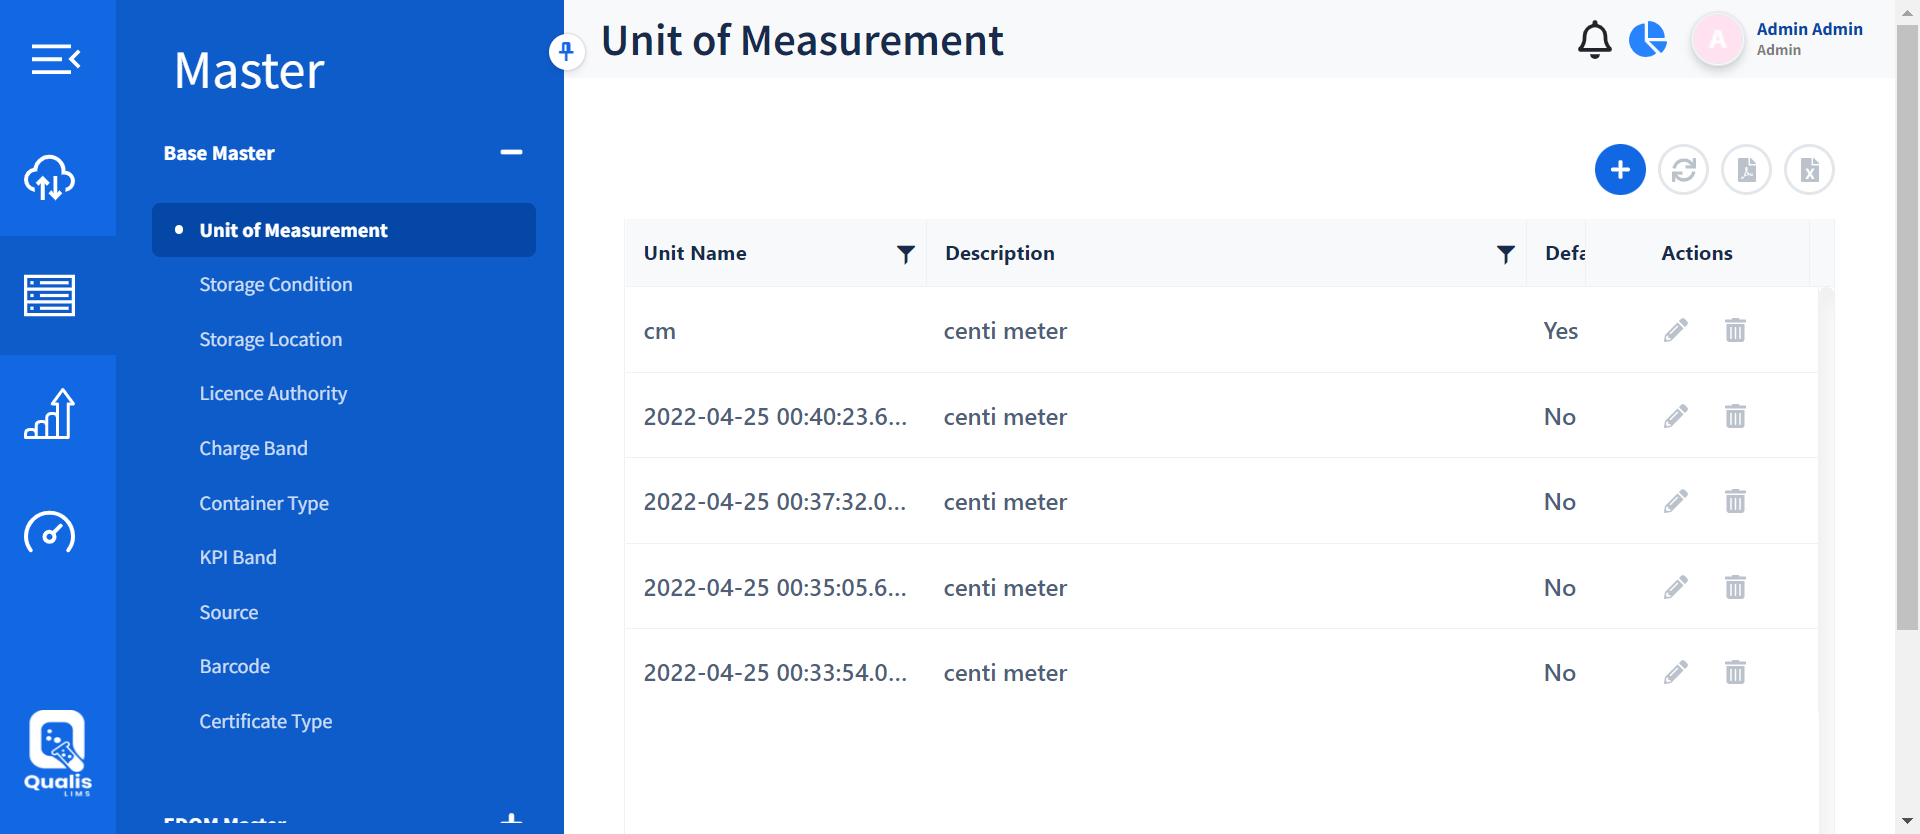 Master
Base Master
Unit of Measurement
Storage Condition
Storage Location
Licence Authority
Charge Band
Container Type
KPI Band
Source
Barcode
Certificate Type
Qualis
LIMS
Unit of Measurement
A
Admin Admin
Admin
Unit Name Description Defa Actions
cm centi meter Yes
2022-04-25 00:40:23.6... centi meter No
2022-04-25 00:37:32.0... centi meter No
2022-04-25 00:35:05.6... centi meter No
2022-04-25 00:33:54.0... centi meter No